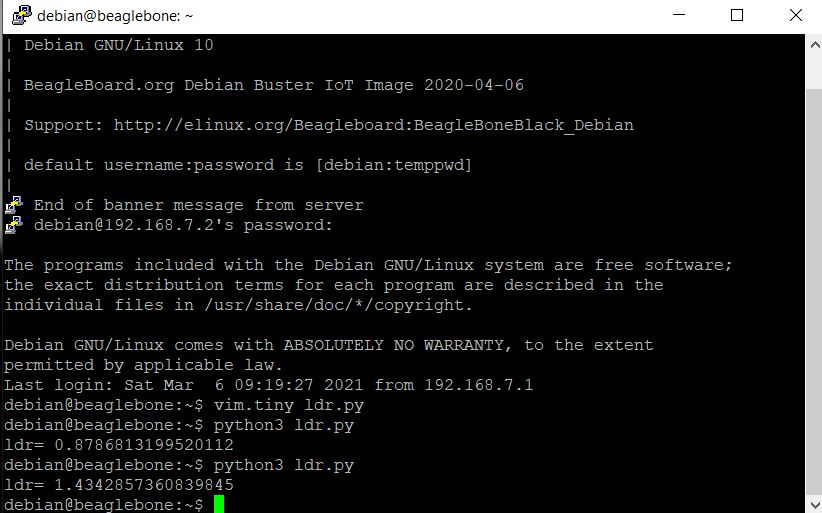 debian@beaglebone: ~
| Debian GNU/Linux 10
|
| BeagleBoard.org Debian Buster IoT Image 2020-04-06
|
| Support: http://elinux.org/Beagleboard:BeagleBoneBlack_Debian
|
| default username:password is [debian:temppwd]
|
End of banner message from server
debian@192.168.7.2's password:
The programs included with the Debian GNU/Linux system are free software;
the exact distribution terms for each program are described in the
individual files in /usr/share/doc/*/copyright.
Debian GNU/Linux comes with ABSOLUTELY NO WARRANTY, to the extent
permitted by applicable law.
Last login: Sat Mar  6 09:19:27 2021 from 192.168.7.1
debian@beaglebone:~$ vim.tiny ldr.py
debian@beaglebone:~$ python3 ldr.py
ldr= 0.8786813199520112
debian@beaglebone:~$ python3 ldr.py
ldr= 1.4342857360839845
debian@beaglebone:~$